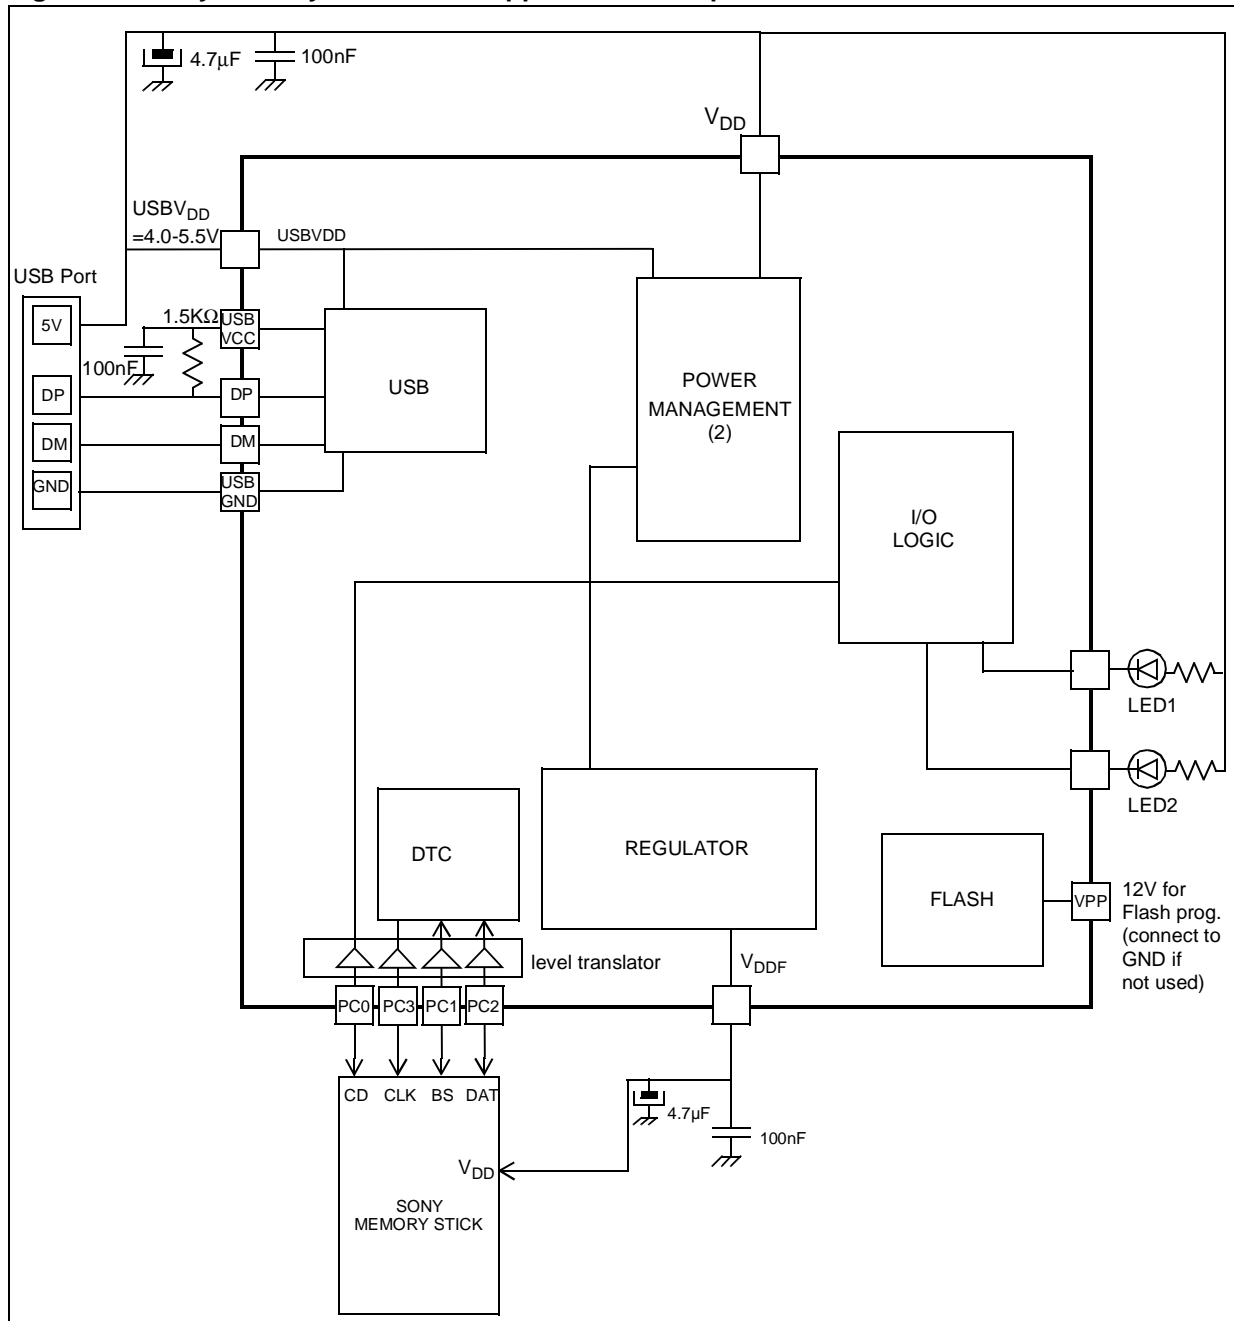 4.7μF
100nF
VDD
USBVDD
=4.0-5.5V
USBVDD
USB Port
5V
1.5KΩ
USB
VCC
100nF
DP
DP
DM
DM
GND
USB
GND
USB
POWER
MANAGEMENT
(2)
I/O
LOGIC
LED1
LED2
DTC
REGULATOR
FLASH
VPP
12V for
Flash prog.
(connect to
GND if
not used)
level translator
VDDF
PC0
PC3
PC1
PC2
CD
CLK
BS
DAT
4.7µF
100nF
VDD
SONY
MEMORY STICK